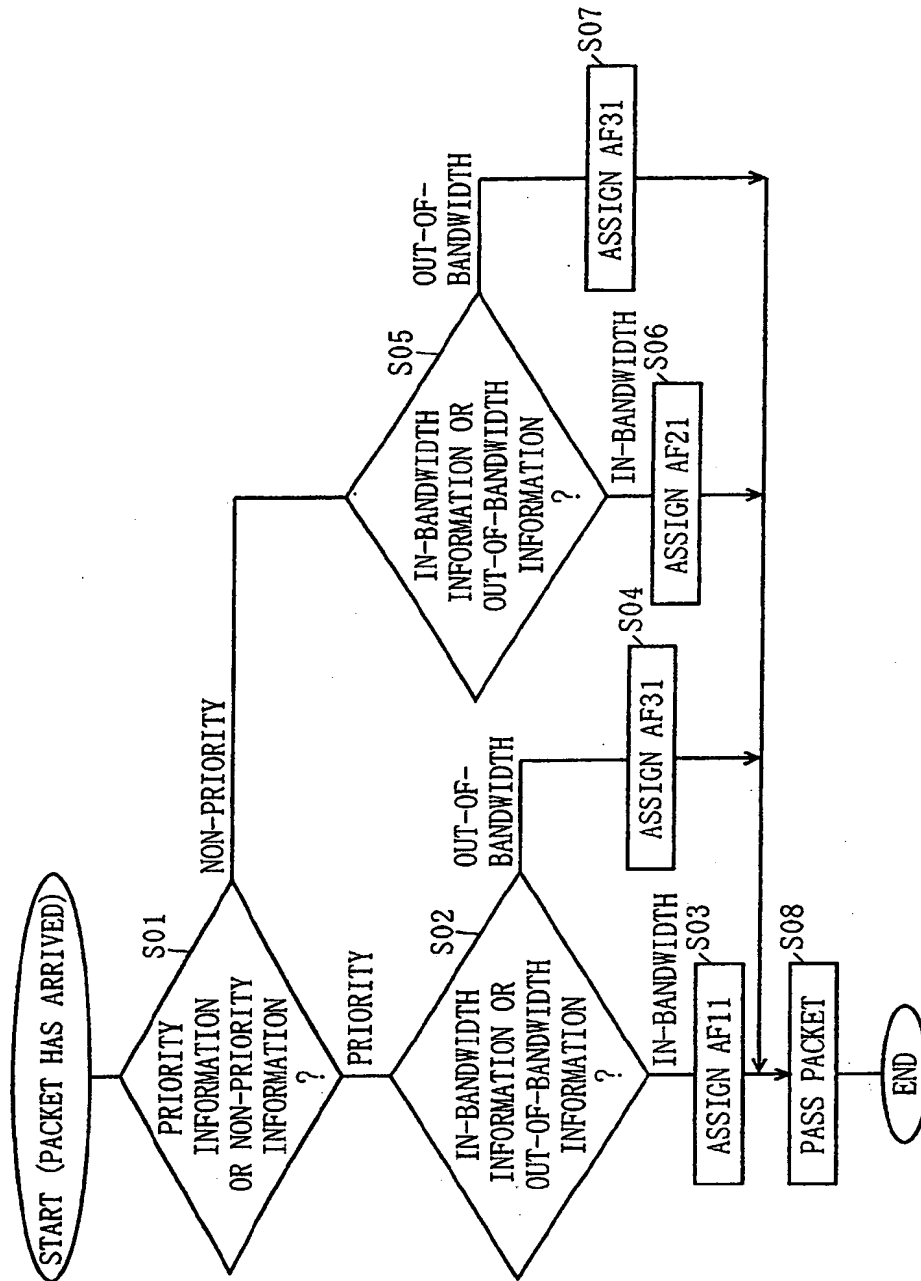 START (PACKET HAS ARRIVED)
S01
PRIORITY
INFORMATION
OR NON-PRIORITY
INFORMATION
?
NON-PRIORITY
PRIORITY
S02
IN-BANDWIDTH
INFORMATION OR
OUT-OF-BANDWIDTH
INFORMATION
?
OUT-OF-
BANDWIDTH
IN-BANDWIDTH
S03
ASSIGN AF11
S04
ASSIGN AF31
S05
IN-BANDWIDTH
INFORMATION OR
OUT-OF-BANDWIDTH
INFORMATION
?
OUT-OF-
BANDWIDTH
IN-BANDWIDTH
S06
ASSIGN AF21
S07
ASSIGN AF31
S08
PASS PACKET
END